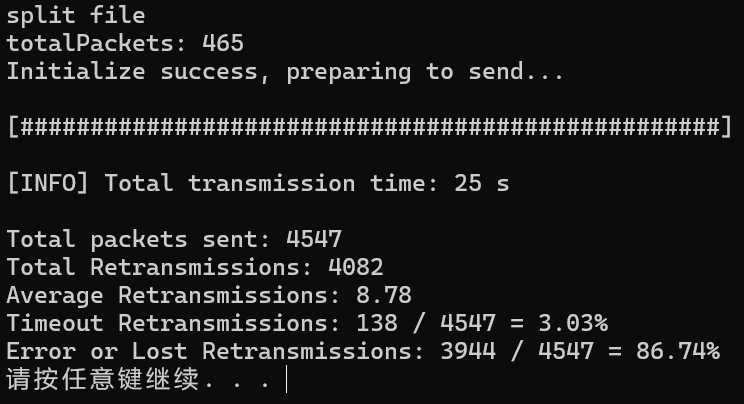 split file
totalPackets: 465
Initialize success, preparing to send...
[##################################################]
[INFO] Total transmission time: 25 s
Total packets sent: 4547
Total Retransmissions: 4082
Average Retransmissions: 8.78
Timeout Retransmissions: 138 / 4547 = 3.03%
Error or Lost Retransmissions: 3944 / 4547 = 86.74%
请按任意键继续. . .